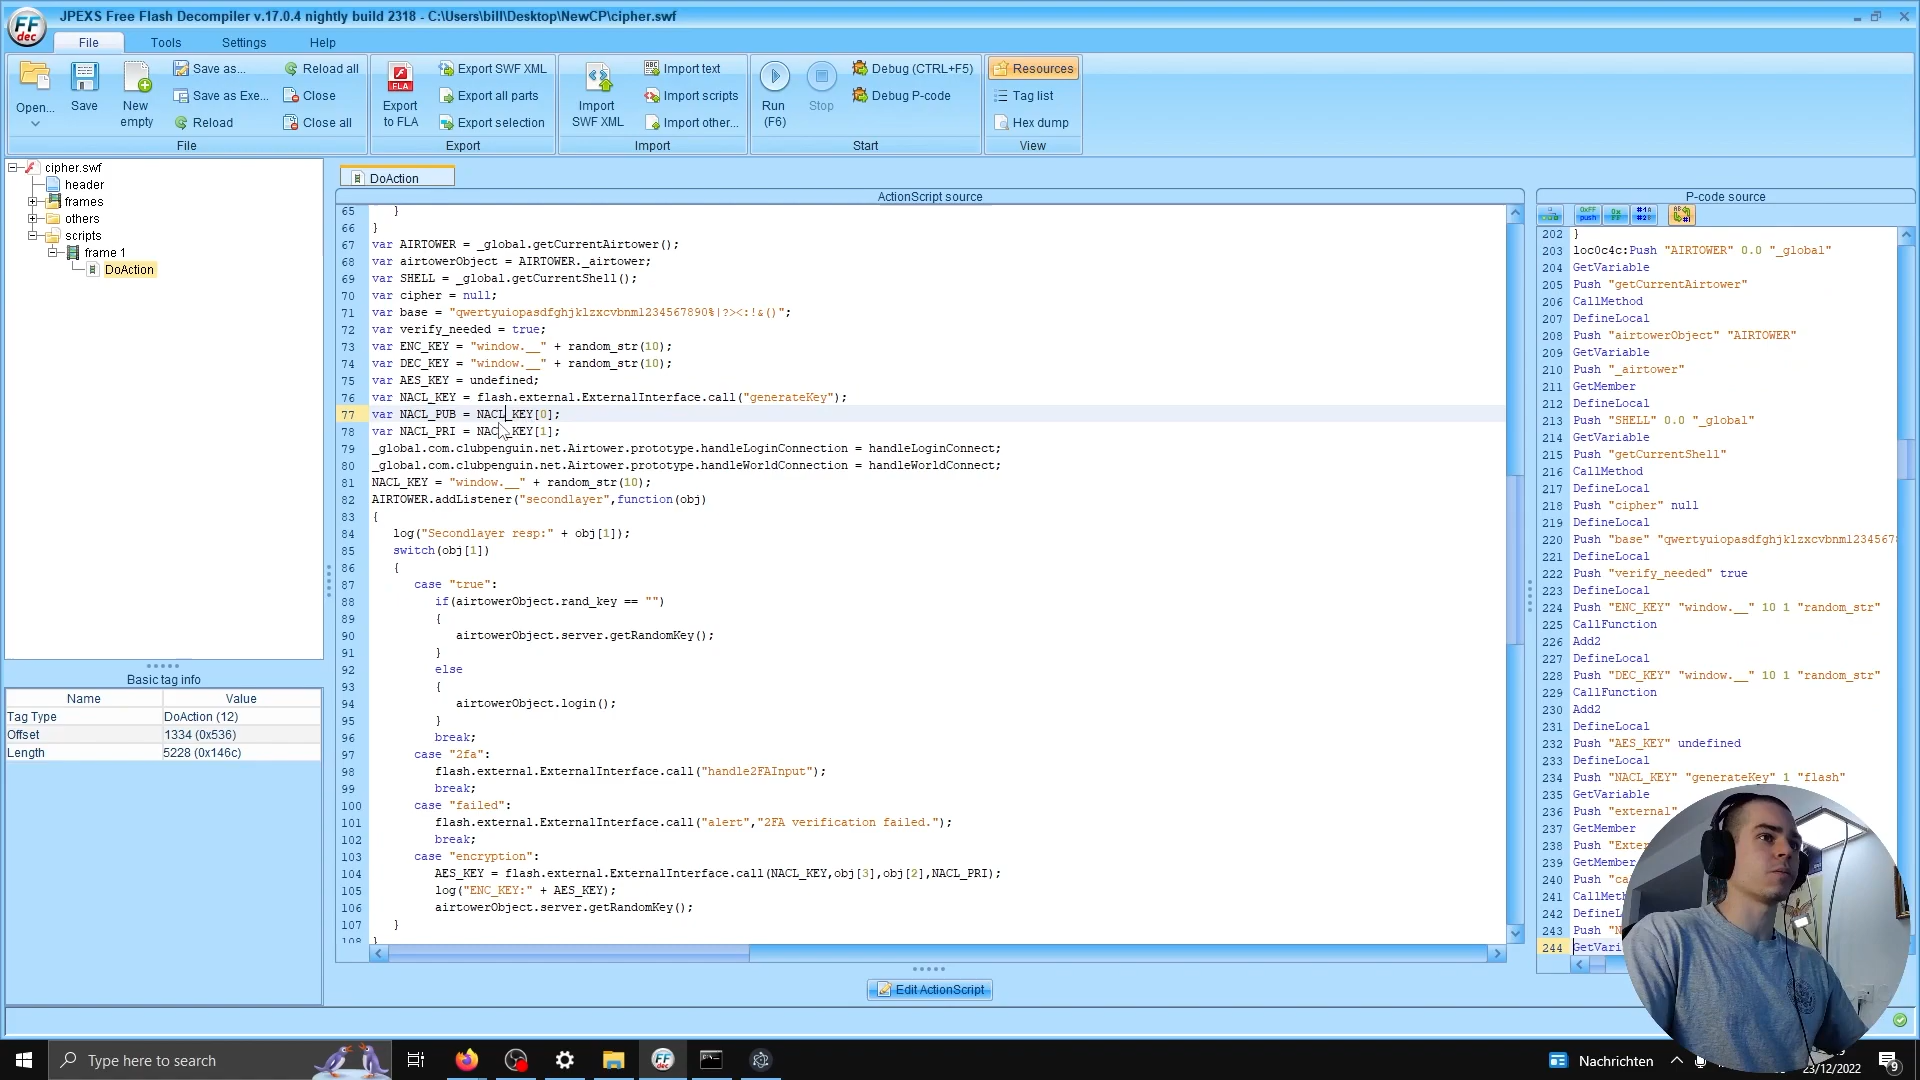 JPEXS Free Flash Decompiler v.17.0.4 nightly build 2318 - C:\Users\bill\Desktop\NewCP\cipher.swf
FF
dec
File
Tools
Settings
Help
Open...
Save
New
empty
Save as...
Save as Exe...
Reload
Reload all
Close
Close all
File
FLA
Export
to FLA
Export SWF XML
Export all parts
Export selection
Export
Import
SWF XML
Import text
Import scripts
Import other...
Import
Run
(F6)
Stop
Debug (CTRL+F5)
Debug P-code
Start
Resources
Tag list
Hex dump
View
cipher.swf
header
frames
others
scripts
frame 1
DoAction
Basic tag info
Name Value
Tag Type DoAction (12)
Offset 1334 (0x536)
Length 5228 (0x146c)
DoAction
ActionScript source
65 }
66 }
67 var AIRTOWER = _global.getCurrentAirtower();
68 var airtowerObject = AIRTOWER._airtower;
69 var SHELL = _global.getCurrentShell();
70 var cipher = null;
71 var base = "qwertyuiopasdfghjklzxcvbnm1234567890%|?><:!&()";
72 var verify_needed = true;
73 var ENC_KEY = "window.__" + random_str(10);
74 var DEC_KEY = "window.__" + random_str(10);
75 var AES_KEY = undefined;
76 var NACL_KEY = flash.external.ExternalInterface.call("generateKey");
77 var NACL_PUB = NACL_KEY[0];
78 var NACL_PRI = NACL_KEY[1];
79 _global.com.clubpenguin.net.Airtower.prototype.handleLoginConnection = handleLoginConnect;
80 _global.com.clubpenguin.net.Airtower.prototype.handleWorldConnection = handleWorldConnect;
81 NACL_KEY = "window.__" + random_str(10);
82 AIRTOWER.addListener("secondlayer",function(obj)
83 {
84 log("Secondlayer resp:" + obj[1]);
85 switch(obj[1])
86 {
87 case "true":
88 if(airtowerObject.rand_key == "")
89 {
90 airtowerObject.server.getRandomKey();
91 }
92 else
93 {
94 airtowerObject.login();
95 }
96 break;
97 case "2fa":
98 flash.external.ExternalInterface.call("handle2FAInput");
99 break;
100 case "failed":
101 flash.external.ExternalInterface.call("alert","2FA verification failed.");
102 break;
103 case "encryption":
104 AES_KEY = flash.external.ExternalInterface.call(NACL_KEY,obj[3],obj[2],NACL_PRI);
105 log("ENC_KEY:" + AES_KEY);
106 airtowerObject.server.getRandomKey();
107 }
108 }
Edit ActionScript
P-code source
202 }
203 loc0c4c:Push "AIRTOWER" 0.0 "_global"
204 GetVariable
205 Push "getCurrentAirtower"
206 CallMethod
207 DefineLocal
208 Push "airtowerObject" "AIRTOWER"
209 GetVariable
210 Push "_airtower"
211 GetMember
212 DefineLocal
213 Push "SHELL" 0.0 "_global"
214 GetVariable
215 Push "getCurrentShell"
216 CallMethod
217 DefineLocal
218 Push "cipher" null
219 DefineLocal
220 Push "base" "qwertyuiopasdfghjklzxcvbnm1234567
221 DefineLocal
222 Push "verify_needed" true
223 DefineLocal
224 Push "ENC_KEY" "window.__" 10 1 "random_str"
225 CallFunction
226 Add2
227 DefineLocal
228 Push "DEC_KEY" "window.__" 10 1 "random_str"
229 CallFunction
230 Add2
231 DefineLocal
232 Push "AES_KEY" undefined
233 DefineLocal
234 Push "NACL_KEY" "generateKey" 1 "flash"
235 GetVariable
236 Push "external"
237 GetMember
238 Push "Exter
239 GetMember
240 Push "ca
241 CallMeth
242 DefineL
243 Push "N
244 GetVari
Type here to search
Nachrichten
23/12/2022
9